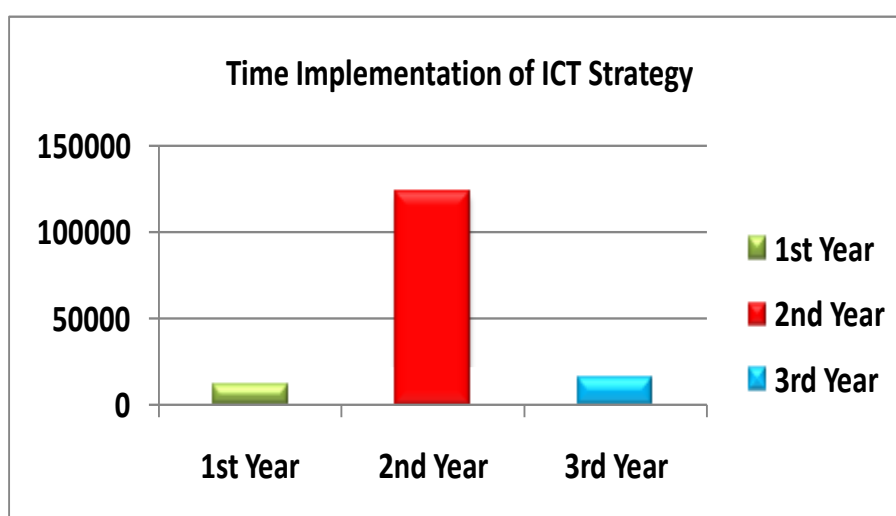 Time Implementation of ICT Strategy
150000
100000
50000
0
1st Year
2nd Year
3rd Year
1st Year
2nd Year
3rd Year